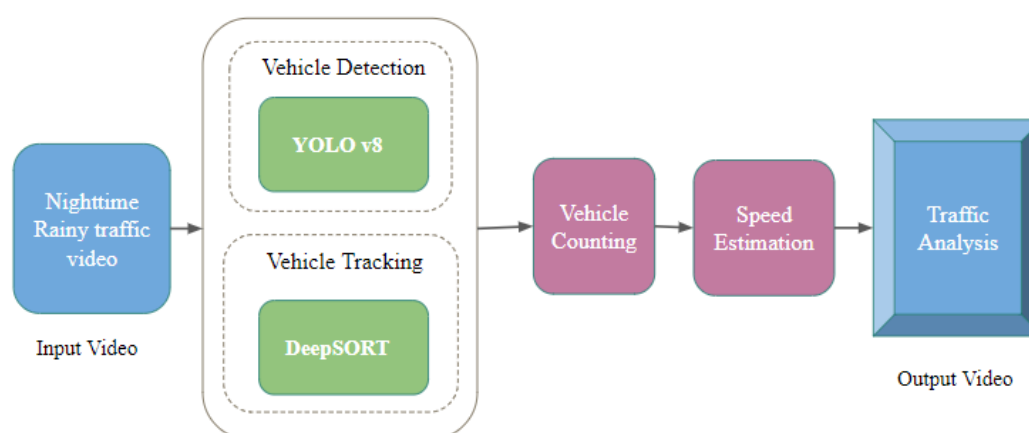 Nighttime
Rainy traffic
video
Input Video
Vehicle Detection
YOLO v8
Vehicle Tracking
DeepSORT
Vehicle
Counting
Speed
Estimation
Traffic
Analysis
Output Video